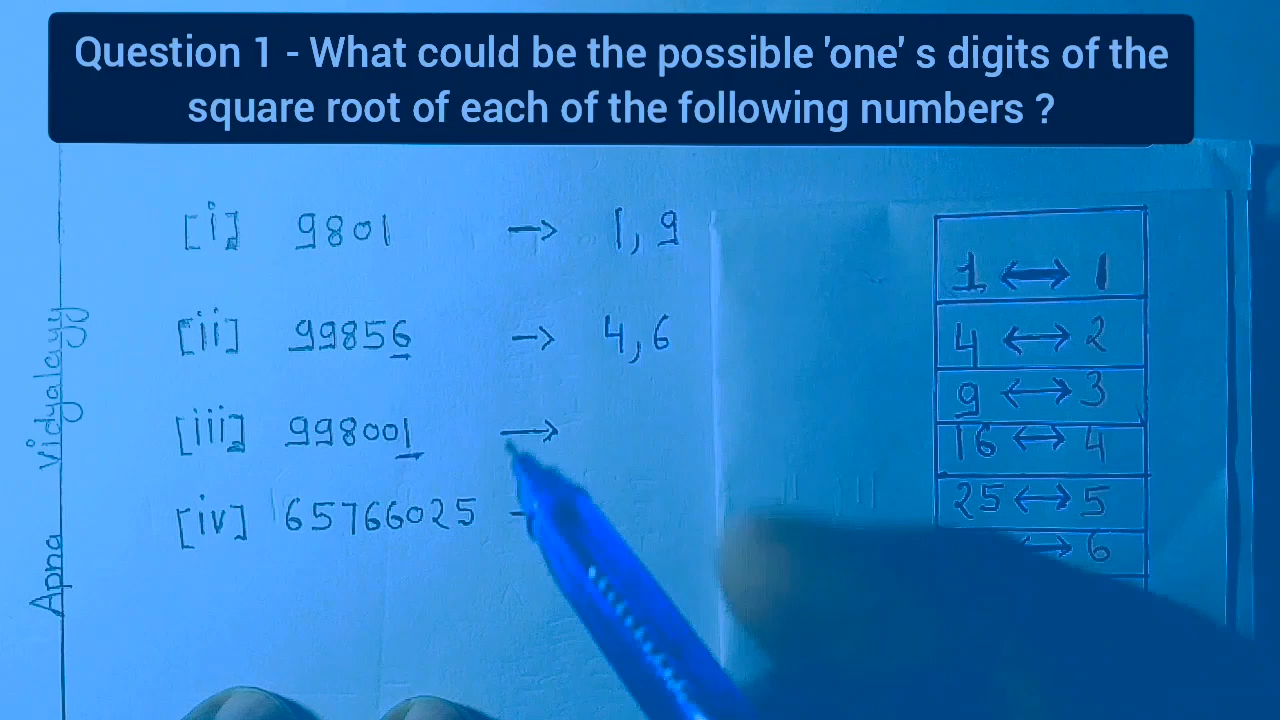 Question 1 - What could be the possible 'one' s digits of the
square root of each of the following numbers ?
[i] 9801 → 1, 9
[ii] 99856 → 4, 6
[iii] 998001 →
[iv] 65766025 -
1 ↔ 1
4 ↔ 2
9 ↔ 3
16 ↔ 4
25 ↔ 5
↔ 6
Apna Vidyalayy